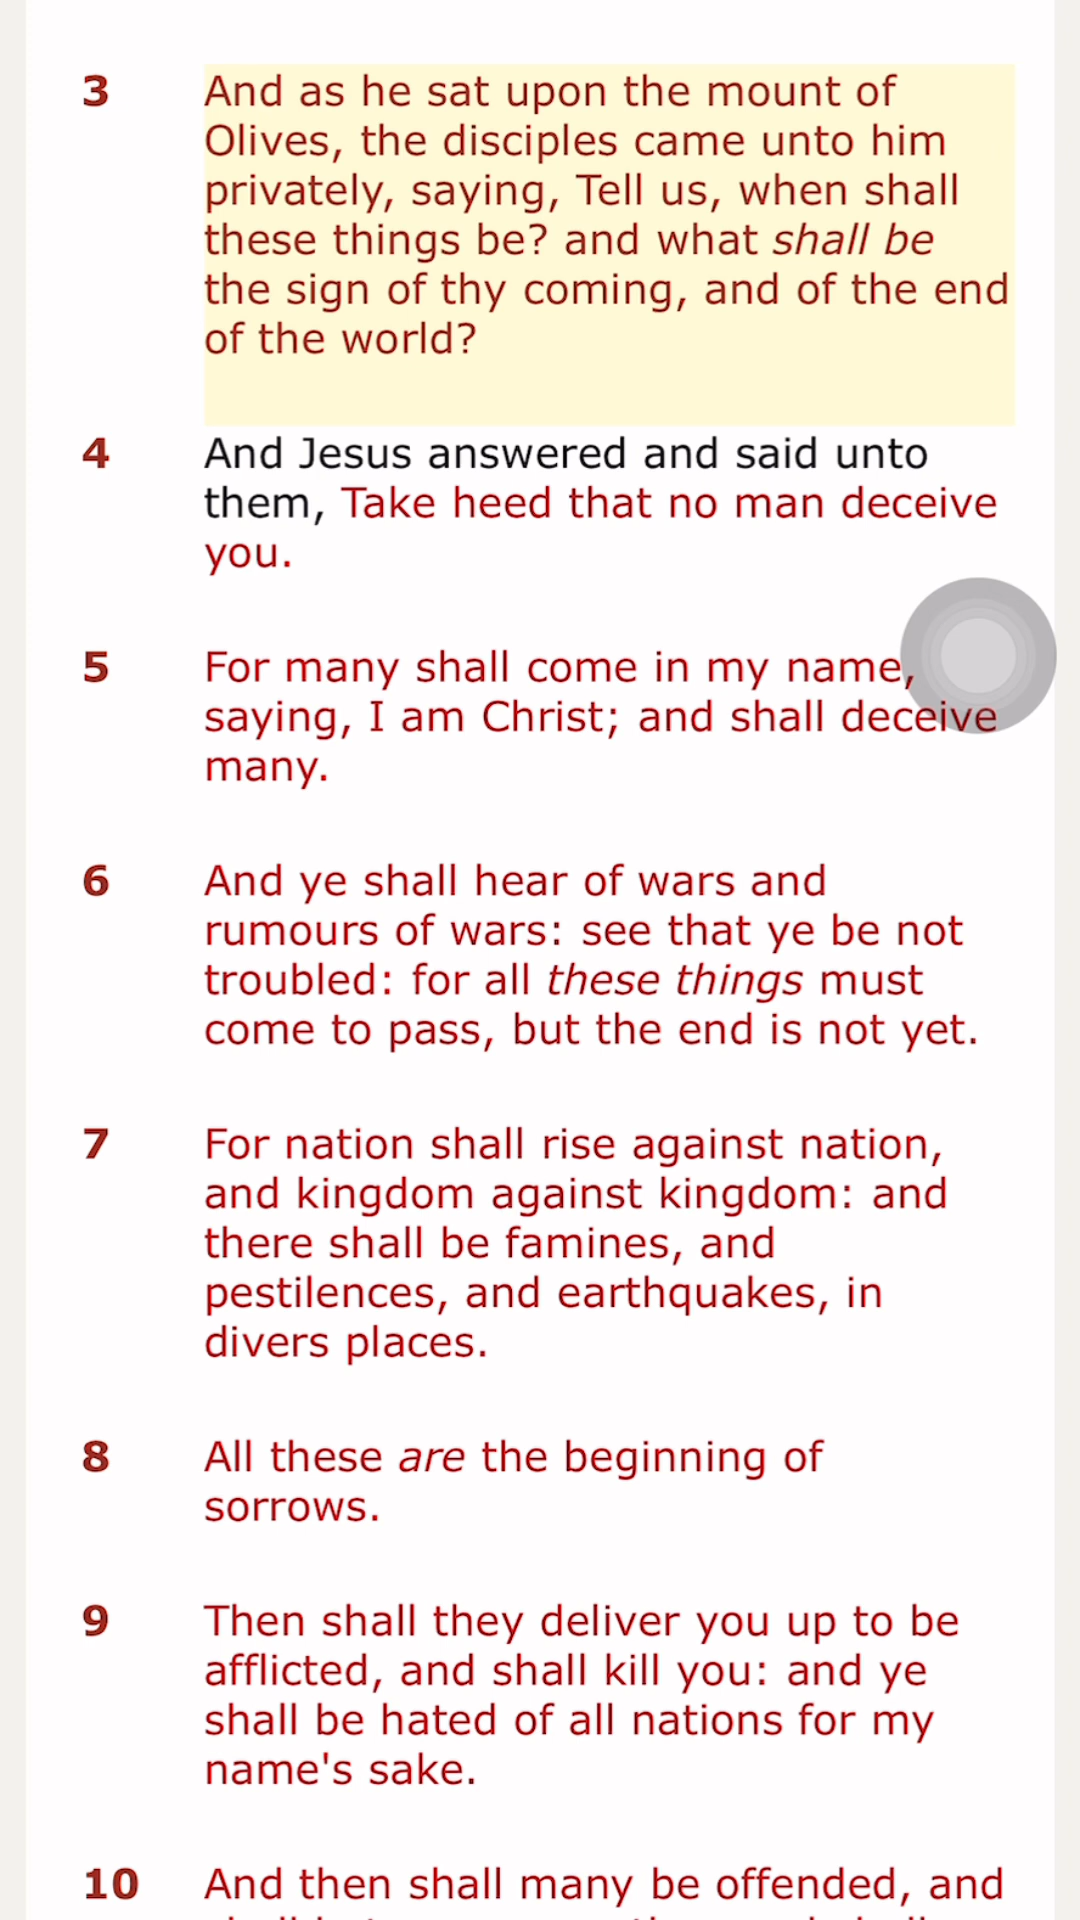 3 And as he sat upon the mount of
Olives, the disciples came unto him
privately, saying, Tell us, when shall
these things be? and what shall be
the sign of thy coming, and of the end
of the world?
4 And Jesus answered and said unto
them, Take heed that no man deceive
you.
5 For many shall come in my name,
saying, I am Christ; and shall deceive
many.
6 And ye shall hear of wars and
rumours of wars: see that ye be not
troubled: for all these things must
come to pass, but the end is not yet.
7 For nation shall rise against nation,
and kingdom against kingdom: and
there shall be famines, and
pestilences, and earthquakes, in
divers places.
8 All these are the beginning of
sorrows.
9 Then shall they deliver you up to be
afflicted, and shall kill you: and ye
shall be hated of all nations for my
name's sake.
10 And then shall many be offended, and